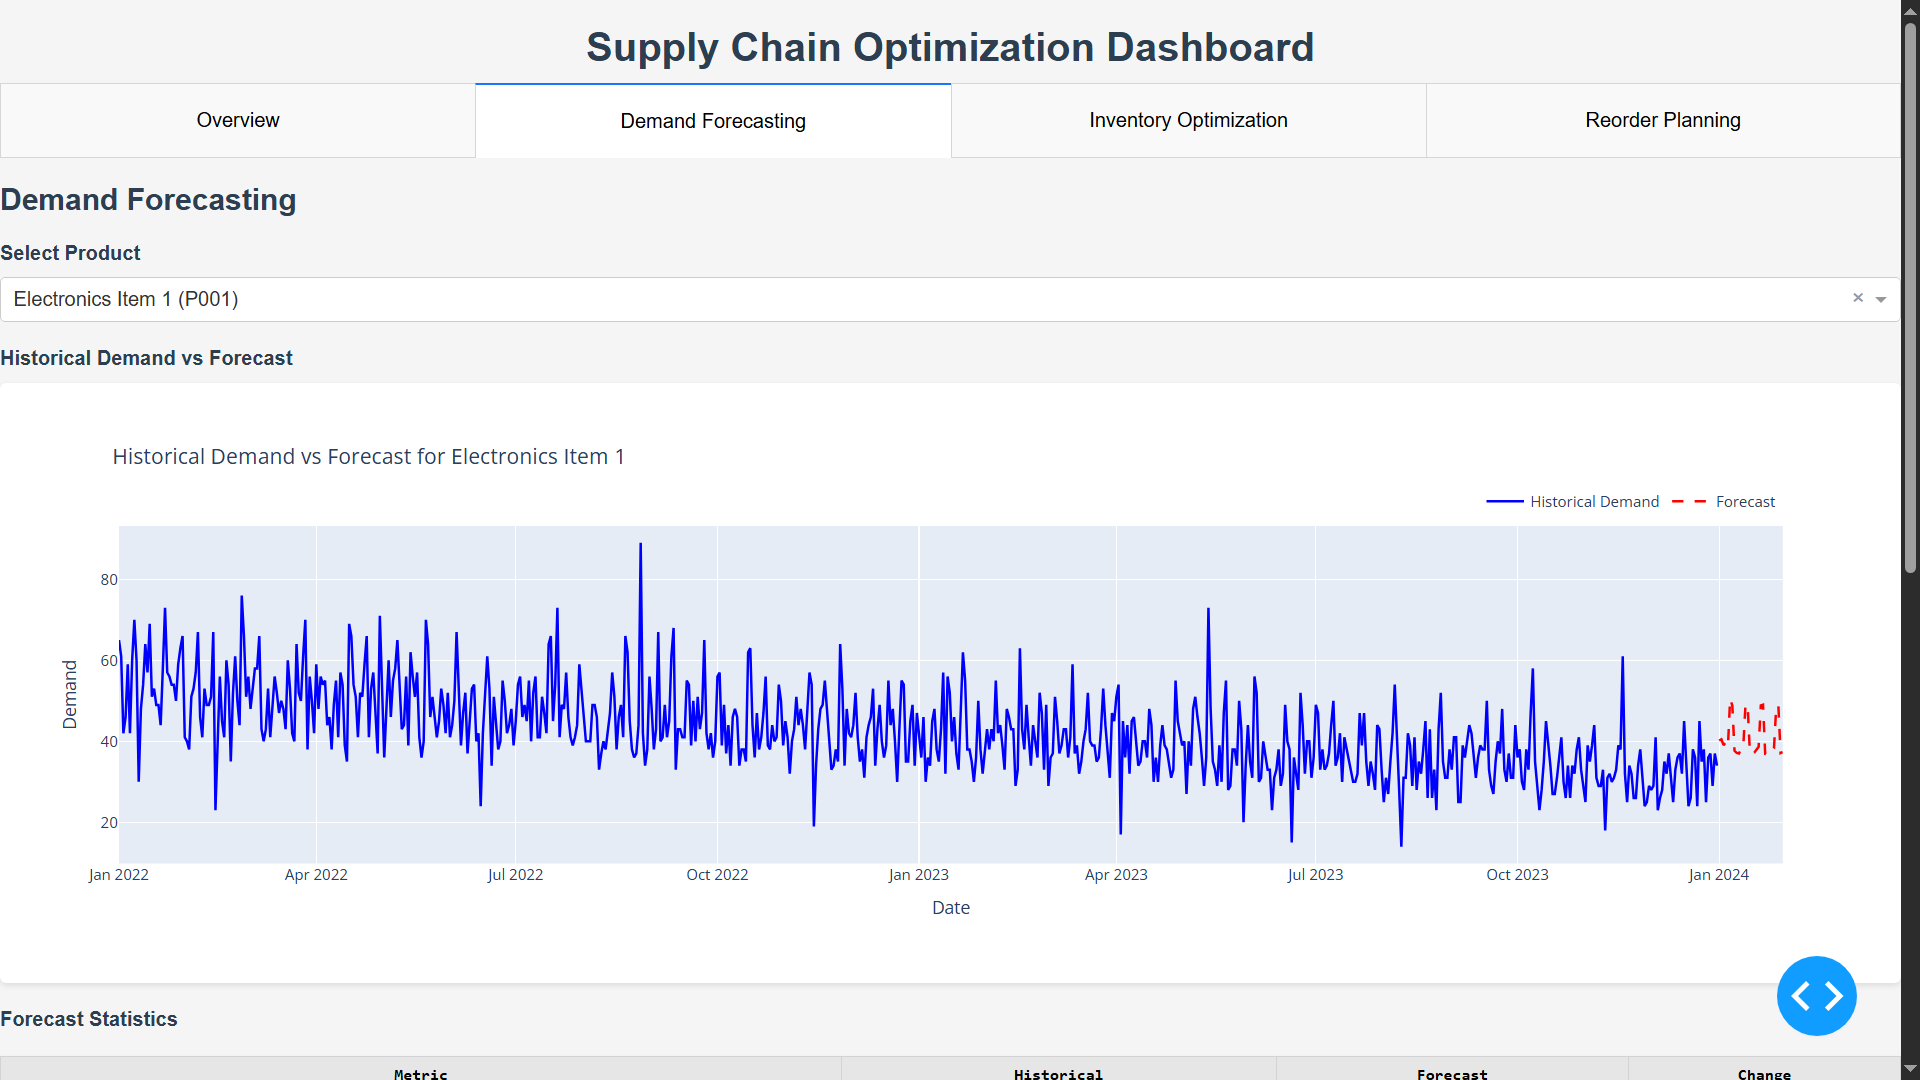 Supply Chain Optimization Dashboard
Overview
Demand Forecasting
Inventory Optimization
Reorder Planning
Demand Forecasting
Select Product
Electronics Item 1 (P001)
×
Historical Demand vs Forecast
Historical Demand vs Forecast for Electronics Item 1
Historical Demand
Forecast
80
60
40
20
Demand
Jan 2022
Apr 2022
Jul 2022
Oct 2022
Jan 2023
Apr 2023
Jul 2023
Oct 2023
Jan 2024
Date
Forecast Statistics
Metric
Historical
Forecast
Change